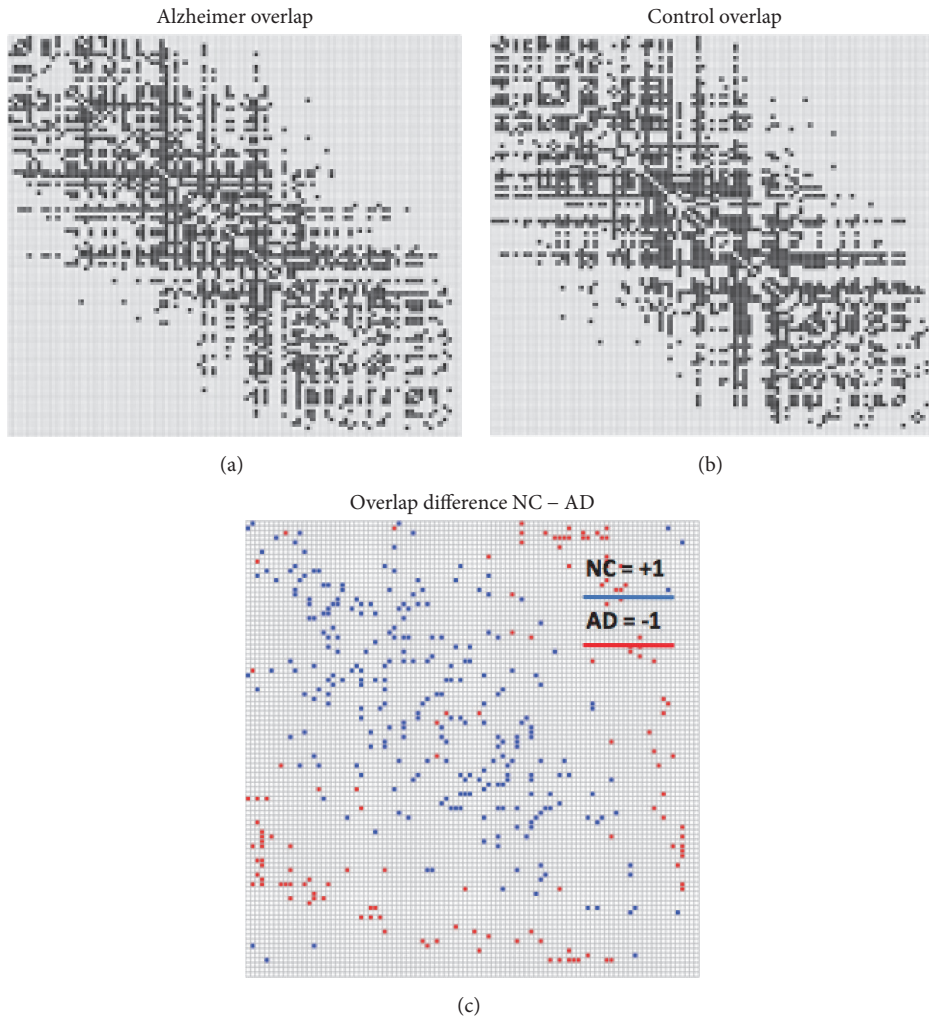 Alzheimer overlap
Control overlap
(a)
(b)
Overlap difference NC − AD
NC = +1
AD = -1
(c)